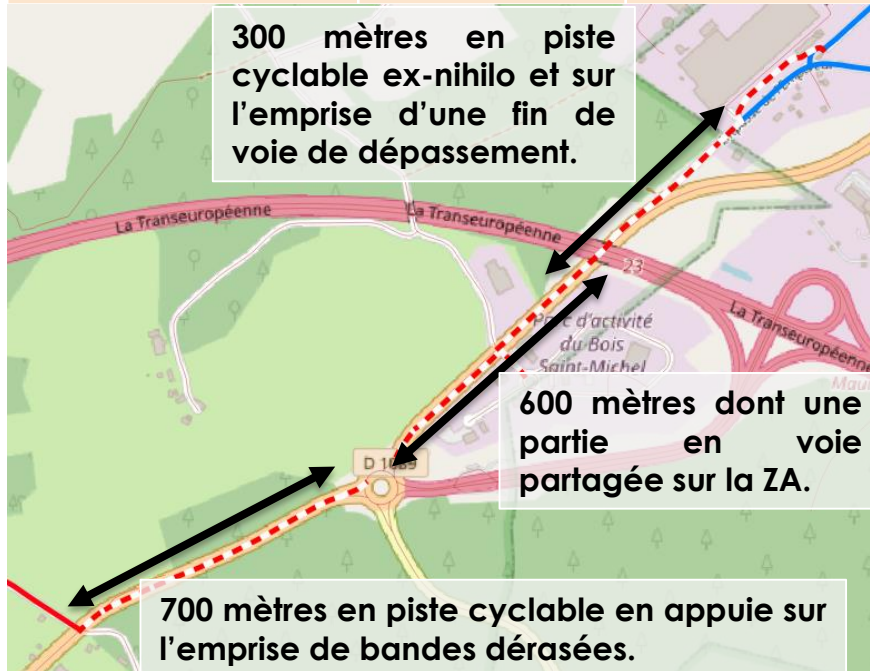 300 mètres en piste
cyclable ex-nihilo et sur
l’emprise d’une fin de
voie de dépassement.
La Transeuropéenne
La Transeuropéenne
23
La Transeuropéenne
Parc d'activité
du Bois
Saint-Michel
600 mètres dont une
partie en voie
partagée sur la ZA.
D 1089
700 mètres en piste cyclable en appuie sur
l’emprise de bandes dérasées.